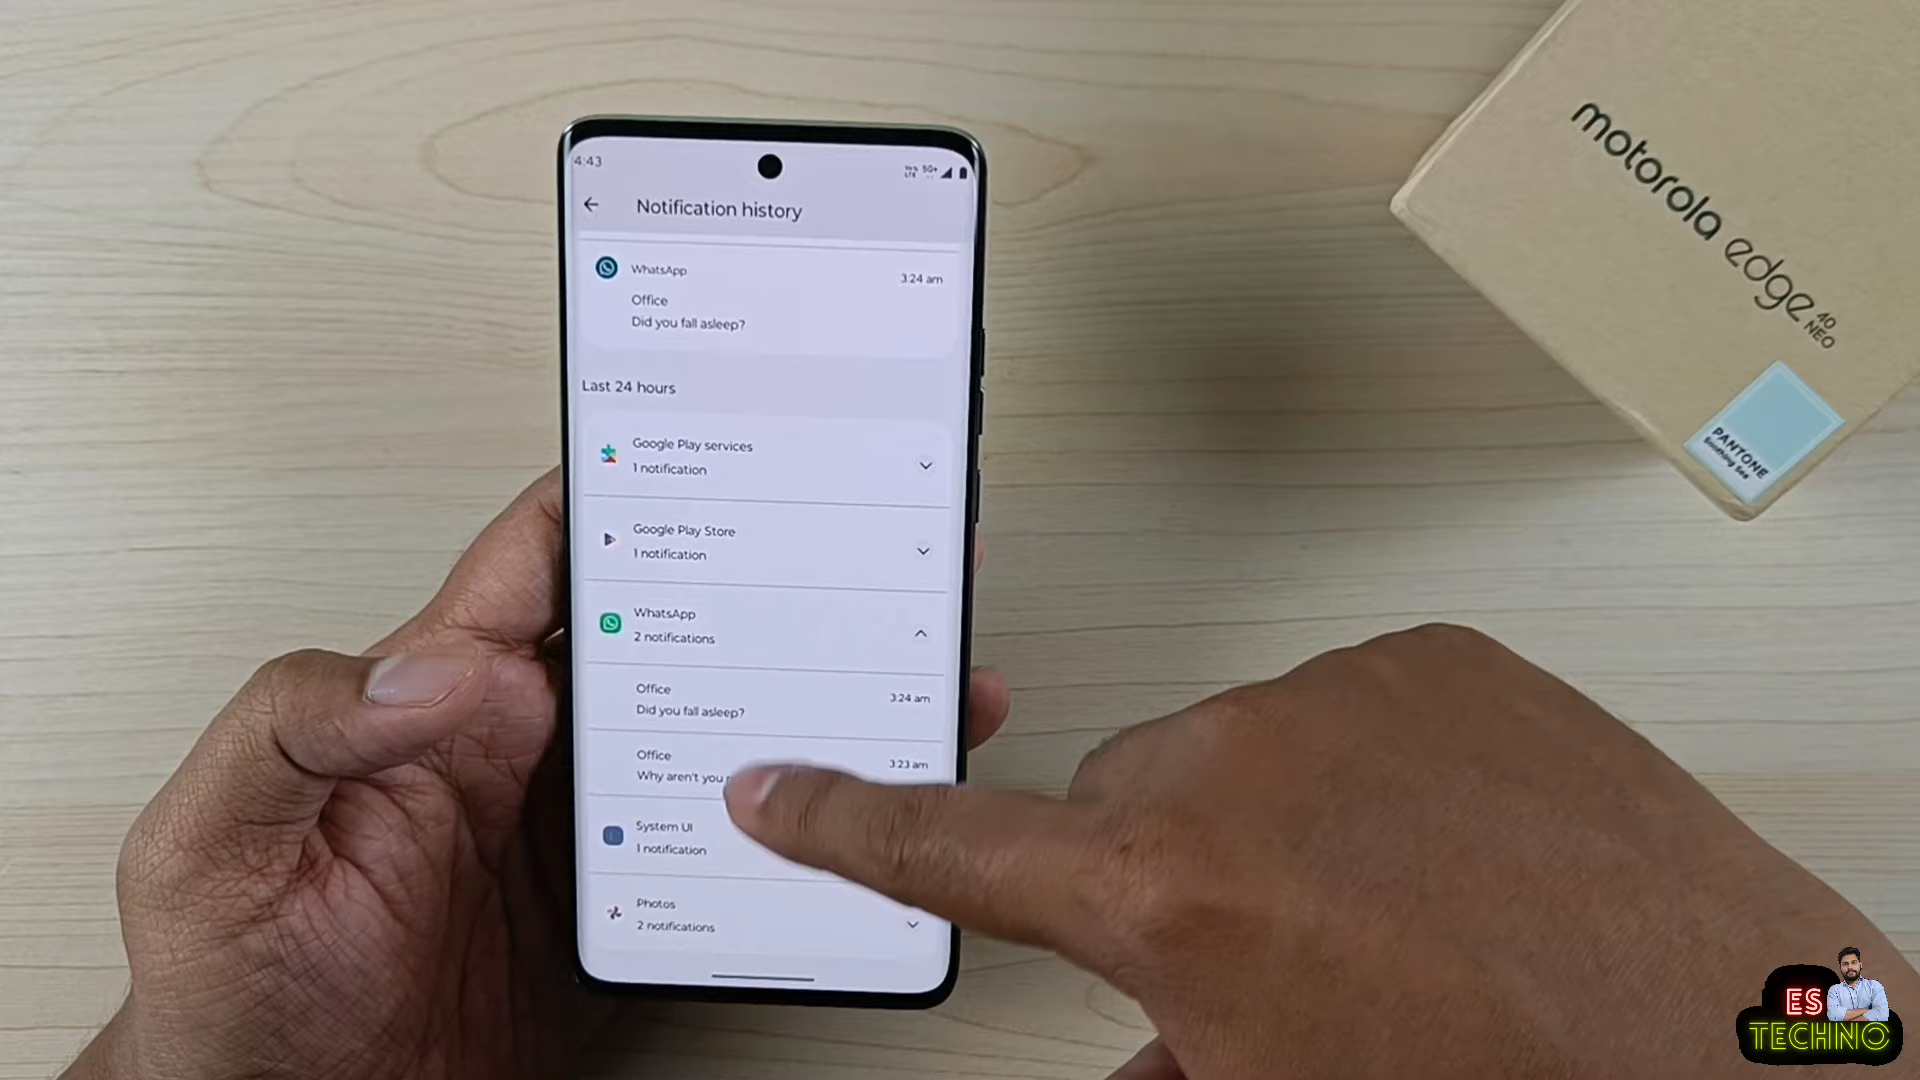 4:43
5G+
Notification history
WhatsApp
3:24 am
Office
Did you fall asleep?
Last 24 hours
Google Play services
1 notification
Google Play Store
1 notification
WhatsApp
2 notifications
Office
3:24 am
Did you fall asleep?
Office
3:23 am
Why aren't you
System UI
1 notification
Photos
2 notifications
motorola edge 40
NEO
PANTONE
Soothing Sea
ES
TECHNO